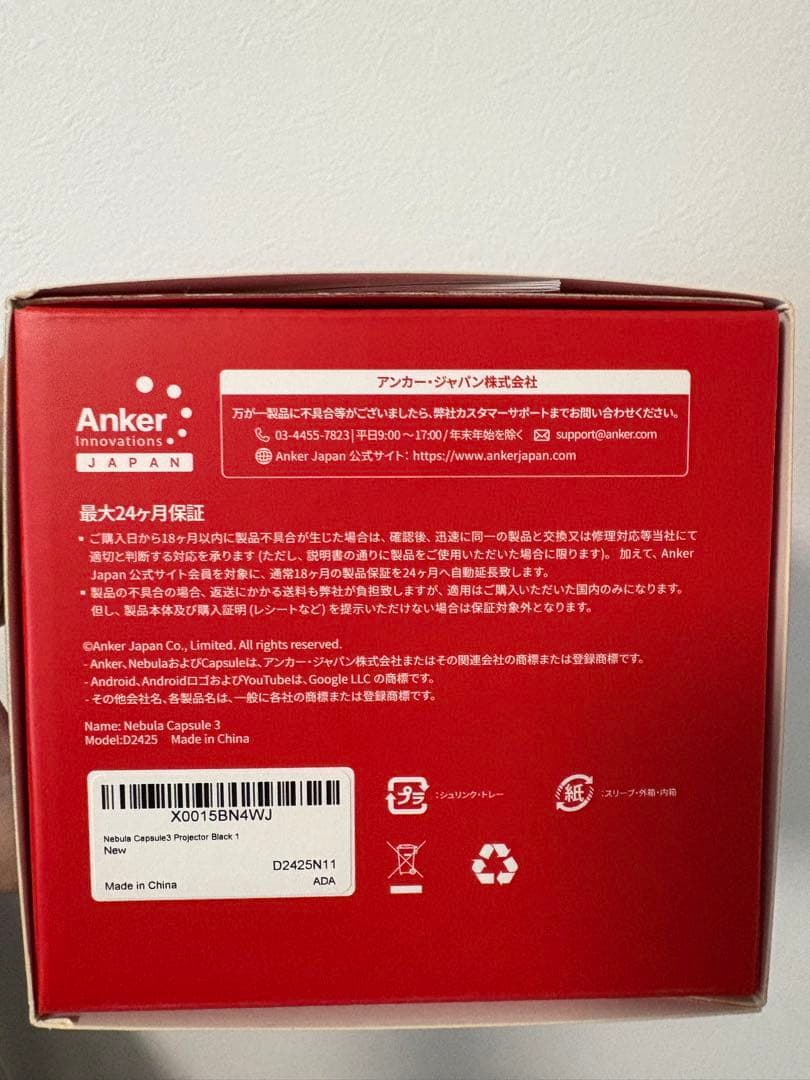 Anker
Innovations
JAPAN
アンカー・ジャパン株式会社
万が一製品に不具合等がございましたら、弊社カスタマーサポートまでお問い合わせください。
03-4455-7823 | 平日9:00～17:00 / 年末年始を除く support@anker.com
Anker Japan 公式サイト: https://www.ankerjapan.com
最大24ヶ月保証
▪ ご購入日から18ヶ月以内に製品不具合が生じた場合は、確認後、迅速に同一の製品と交換又は修理対応等当社にて
適切と判断する対応を承ります (ただし、説明書の通りに製品をご使用いただいた場合に限ります)。 加えて、Anker
Japan 公式サイト会員を対象に、通常18ヶ月の製品保証を24ヶ月へ自動延長致します。
▪ 製品の不具合の場合、返送にかかる送料も弊社が負担致しますが、適用はご購入いただいた国内のみになります。
但し、製品本体及び購入証明 (レシートなど) を提示いただけない場合は保証対象外となります。
©Anker Japan Co., Limited. All rights reserved.
- Anker、NebulaおよびCapsuleは、アンカー・ジャパン株式会社またはその関連会社の商標または登録商標です。
- Android、AndroidロゴおよびYouTubeは、Google LLC の商標です。
- その他会社名、各製品名は、一般に各社の商標または登録商標です。
Name: Nebula Capsule 3
Model:D2425 Made in China
X0015BN4WJ
Nebula Capsule3 Projector Black 1
New
D2425N11
Made in China
ADA
プラ :シュリンク・トレー
紙 :スリーブ・外箱・内箱